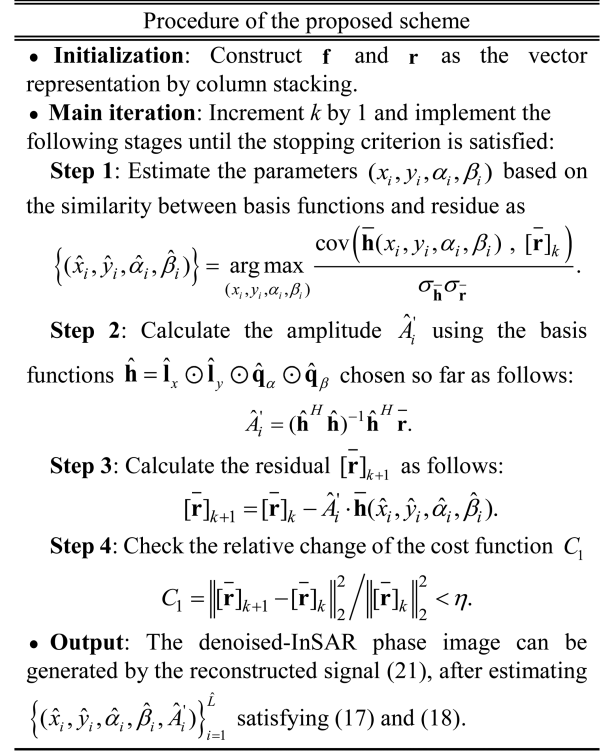 Procedure of the proposed scheme
• Initialization: Construct f and r as the vector
representation by column stacking.
• Main iteration: Increment k by 1 and implement the
following stages until the stopping criterion is satisfied:
Step 1: Estimate the parameters (x_i, y_i, α_i, β_i) based on
the similarity between basis functions and residue as
{(x̂_i, ŷ_i, α̂_i, β̂_i)} = arg max_{(x_i, y_i, α_i, β_i)} cov(h̄(x_i, y_i, α_i, β_i) , [r̄]_k) / σ_h̄ σ_r̄.
Step 2: Calculate the amplitude Â_i' using the basis
functions ĥ = l̂_x ⊙ l̂_y ⊙ q̂_α ⊙ q̂_β chosen so far as follows:
Â_i' = (ĥ^H ĥ)^{-1} ĥ^H r̄.
Step 3: Calculate the residual [r̄]_{k+1} as follows:
[r̄]_{k+1} = [r̄]_k − Â_i' · h̄(x̂_i, ŷ_i, α̂_i, β̂_i).
Step 4: Check the relative change of the cost function C_1
C_1 = ‖[r̄]_{k+1} − [r̄]_k‖_2^2 / ‖[r̄]_k‖_2^2 < η.
• Output: The denoised-InSAR phase image can be
generated by the reconstructed signal (21), after estimating
{(x̂_i, ŷ_i, α̂_i, β̂_i, Â_i')}_{i=1}^{L̂} satisfying (17) and (18).